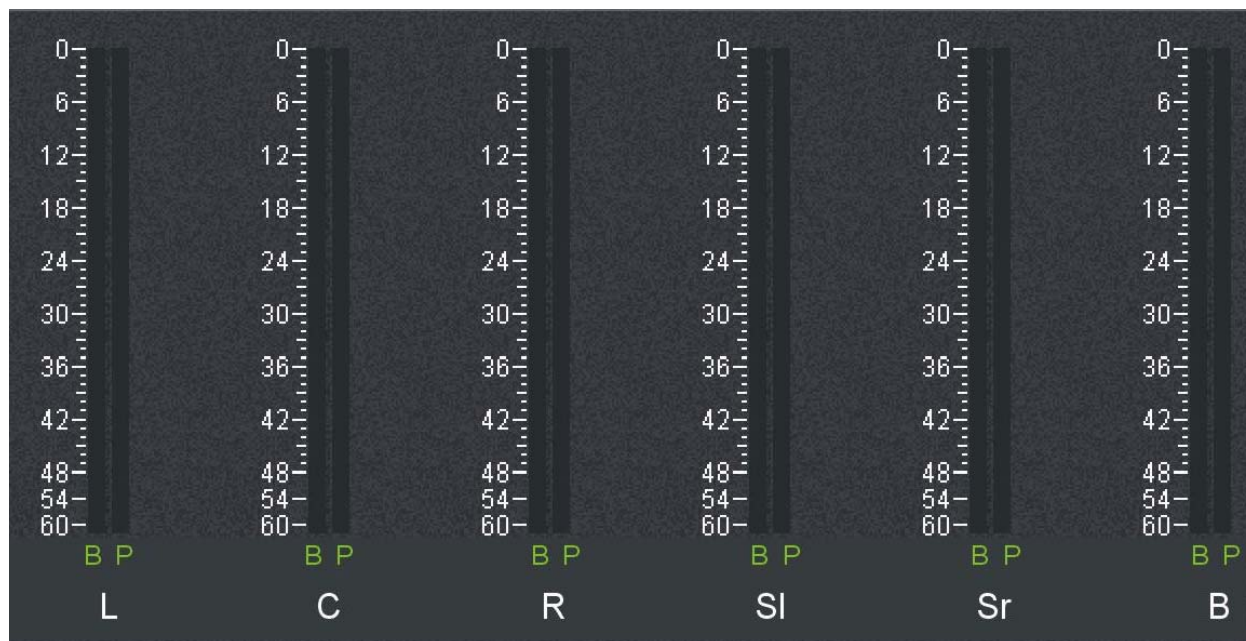 0 0 0 0 0 0
6 6 6 6 6 6
12 12 12 12 12 12
18 18 18 18 18 18
24 24 24 24 24 24
30 30 30 30 30 30
36 36 36 36 36 36
42 42 42 42 42 42
48 48 48 48 48 48
54 54 54 54 54 54
60 60 60 60 60 60
B P B P B P B P B P B P
L C R Sl Sr B